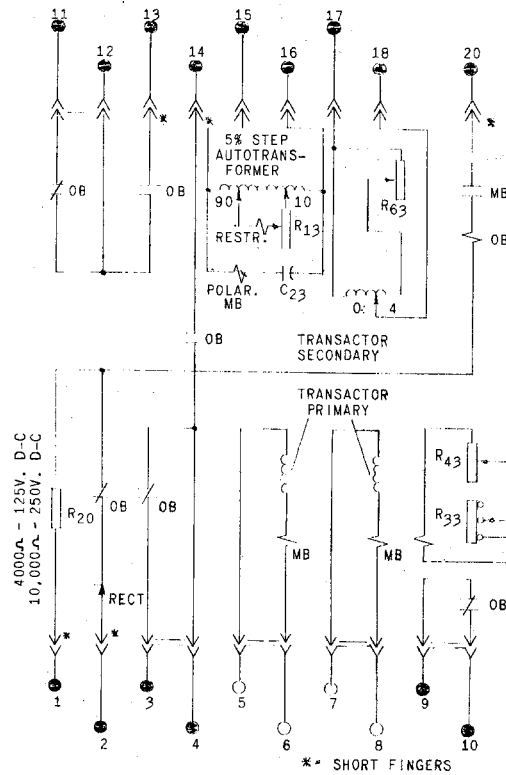 11 13 15 17
12 14 16 18 20
*
*
*
5% STEP
AUTOTRANS-
FORMER
OB
OB
90 10
R63
MB
RESTR.
R13
OB
POLAR.
MB
C23
0 4
OB
TRANSACTOR
SECONDARY
TRANSACTOR
PRIMARY
4000Ω - 125V. D-C
10,000Ω - 250V. D-C
R20
OB
OB
R43
R33
MB
MB
RECT
OB
*
*
1 3 5 7 9
2 4 6 8 10
*- SHORT FINGERS